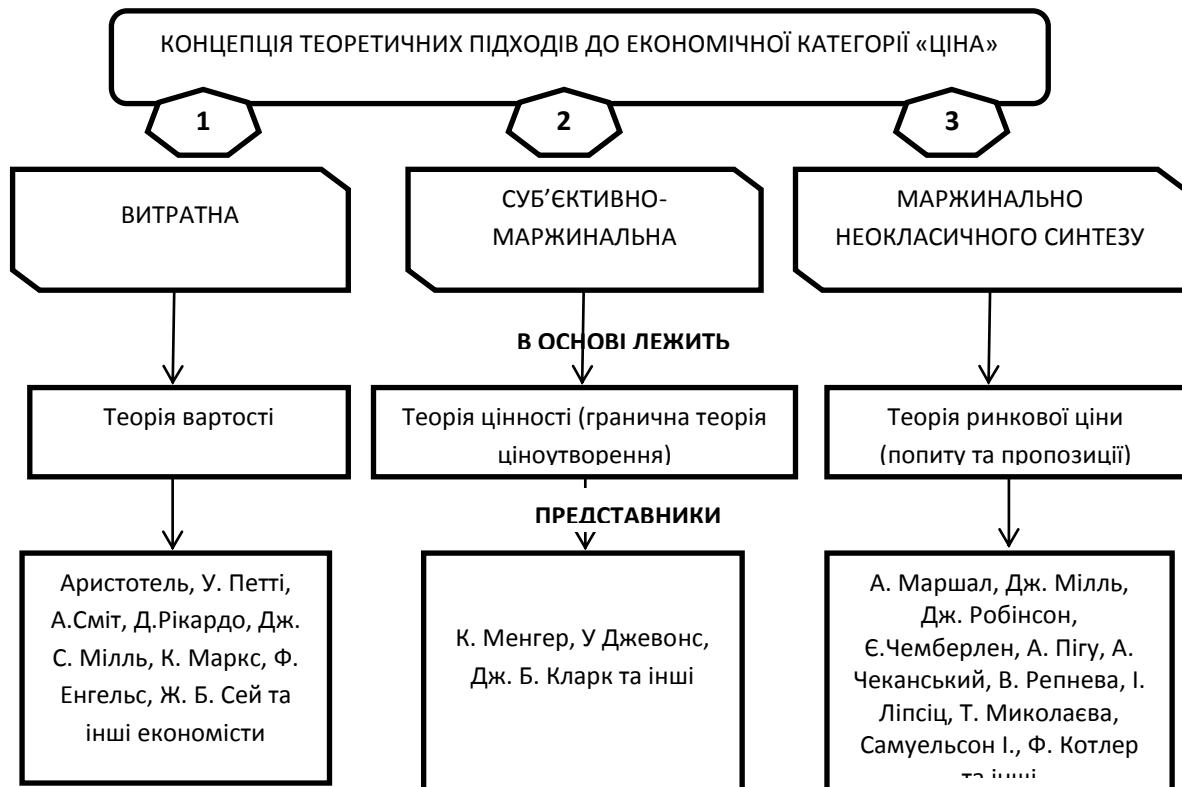 КОНЦЕПЦІЯ ТЕОРЕТИЧНИХ ПІДХОДІВ ДО ЕКОНОМІЧНОЇ КАТЕГОРІЇ «ЦІНА»
1
2
3
ВИТРАТНА
СУБ’ЄКТИВНО-
МАРЖИНАЛЬНА
МАРЖИНАЛЬНО
НЕОКЛАСИЧНОГО СИНТЕЗУ
В ОСНОВІ ЛЕЖИТЬ
Теорія вартості
Теорія цінності (гранична теорія
ціноутворення)
Теорія ринкової ціни
(попиту та пропозиції)
ПРЕДСТАВНИКИ
Аристотель, У. Петті,
А.Сміт, Д.Рікардо, Дж.
С. Мілль, К. Маркс, Ф.
Енгельс, Ж. Б. Сей та
інші економісти
К. Менгер, У Джевонс,
Дж. Б. Кларк та інші
А. Маршал, Дж. Мілль,
Дж. Робінсон,
Є.Чемберлен, А. Пігу, А.
Чеканський, В. Репнева, І.
Ліпсіц, Т. Миколаєва,
Самуельсон І., Ф. Котлер
та інші